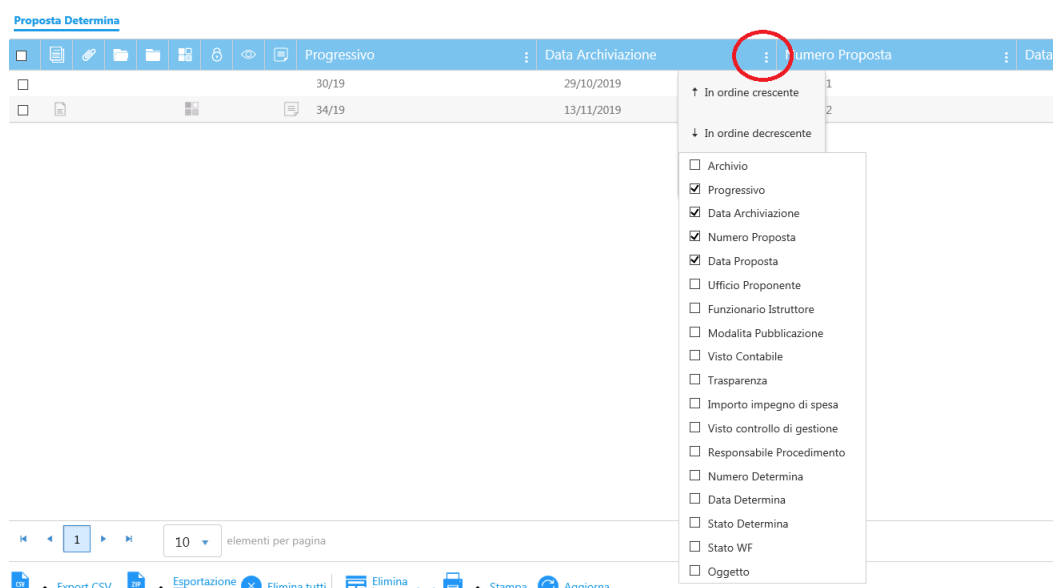 Proposta Determina
Progressivo Data Archiviazione Numero Proposta Data
30/19 29/10/2019 1
34/19 13/11/2019 2
In ordine crescente
In ordine decrescente
Archivio
Progressivo
Data Archiviazione
Numero Proposta
Data Proposta
Ufficio Proponente
Funzionario Istruttore
Modalita Pubblicazione
Visto Contabile
Trasparenza
Importo impegno di spesa
Visto controllo di gestione
Responsabile Procedimento
Numero Determina
Data Determina
Stato Determina
Stato WF
Oggetto
1 10 elementi per pagina
CSV Export CSV ZIP Esportazione Elimina tutti Elimina Stampa Aggiorna